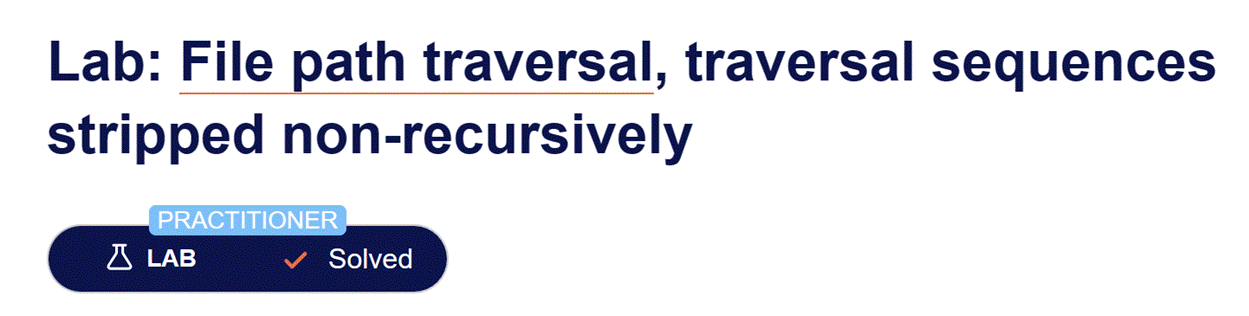 Lab: File path traversal, traversal sequences
stripped non-recursively
PRACTITIONER
LAB
Solved